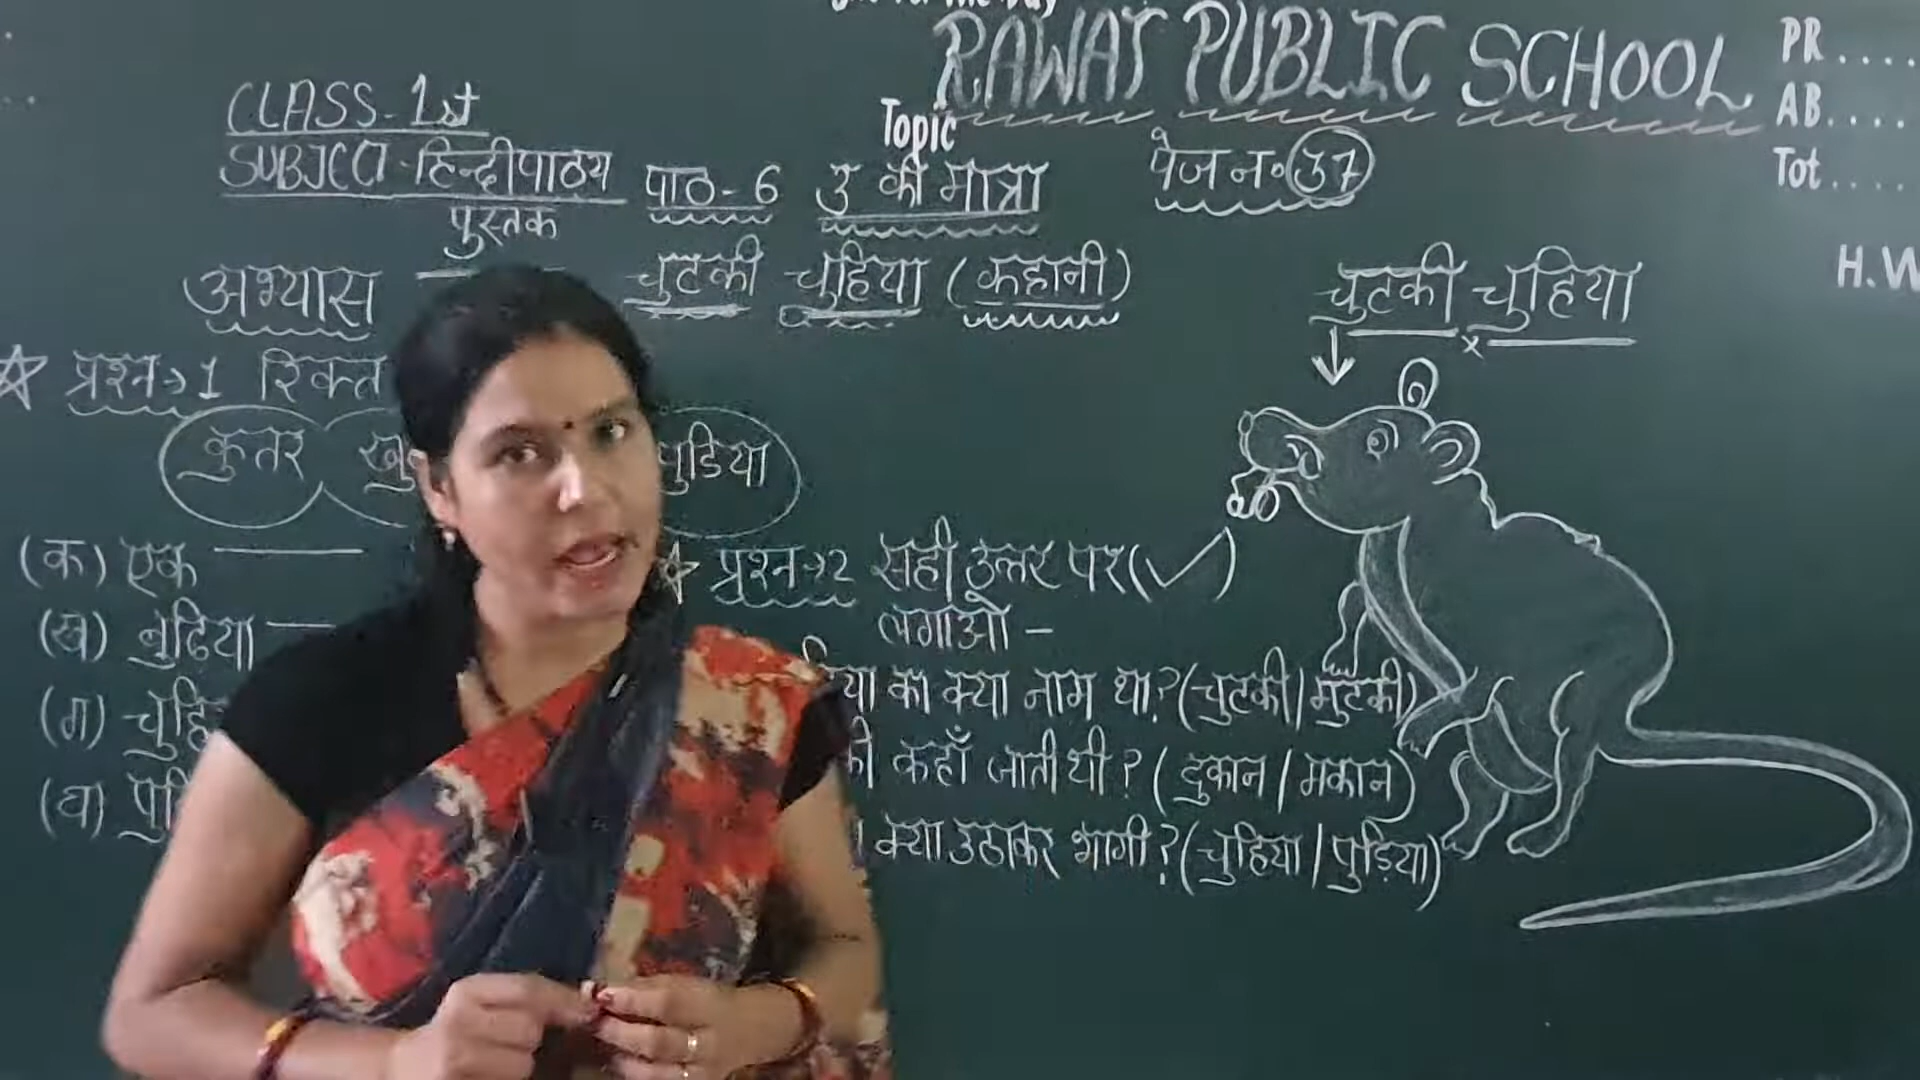 RAWAT PUBLIC SCHOOL
PR....
AB....
Tot....
CLASS-1st
Topic
SUBJECT-हिन्दी पाठय
पुस्तक
पाठ-6 उ की मात्रा
पेज न॰ 37
अभ्यास
चुटकी चुहिया (कहानी)
चुटकी चुहिया
H.W
प्रश्न→1 रिक्त
कुतर
पुडिया
(क) एक
(ख) बुढिया
(ग)
(घ)
प्रश्न→2 सही उत्तर पर (✓)
लगाओ -
का क्या नाम था? (चुटकी/मुटकी)
कहाँ जाती थी? (दुकान/मकान)
क्या उठाकर भागी? (चुहिया/पुड़िया)